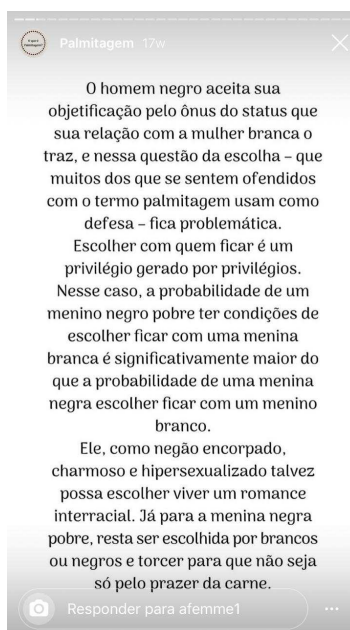 Palmitagem 17w
O homem negro aceita sua
objetificação pelo ônus do status que
sua relação com a mulher branca o
traz, e nessa questão da escolha – que
muitos dos que se sentem ofendidos
com o termo palmitagem usam como
defesa – fica problemática.
Escolher com quem ficar é um
privilégio gerado por privilégios.
Nesse caso, a probabilidade de um
menino negro pobre ter condições de
escolher ficar com uma menina
branca é significativamente maior do
que a probabilidade de uma menina
negra escolher ficar com um menino
branco.
Ele, como negão encorpado,
charmoso e hipersexualizado talvez
possa escolher viver um romance
interracial. Já para a menina negra
pobre, resta ser escolhida por brancos
ou negros e torcer para que não seja
só pelo prazer da carne.
Responder para afemme1